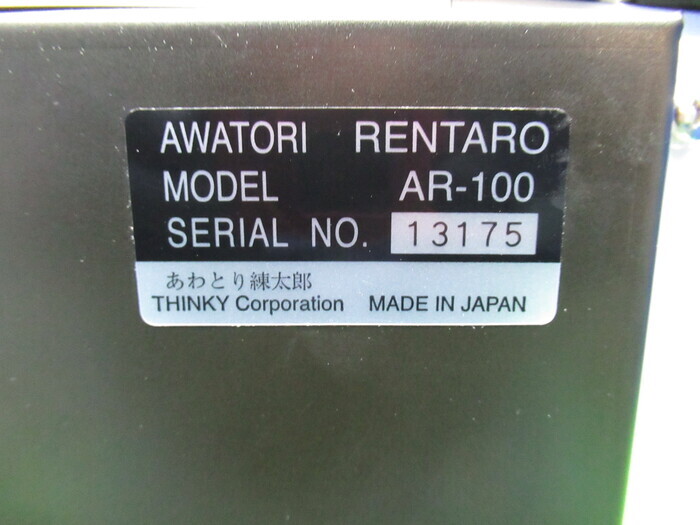 AWATORI RENTARO
MODEL AR-100
SERIAL NO. 13175
あわとり練太郎
THINKY Corporation MADE IN JAPAN